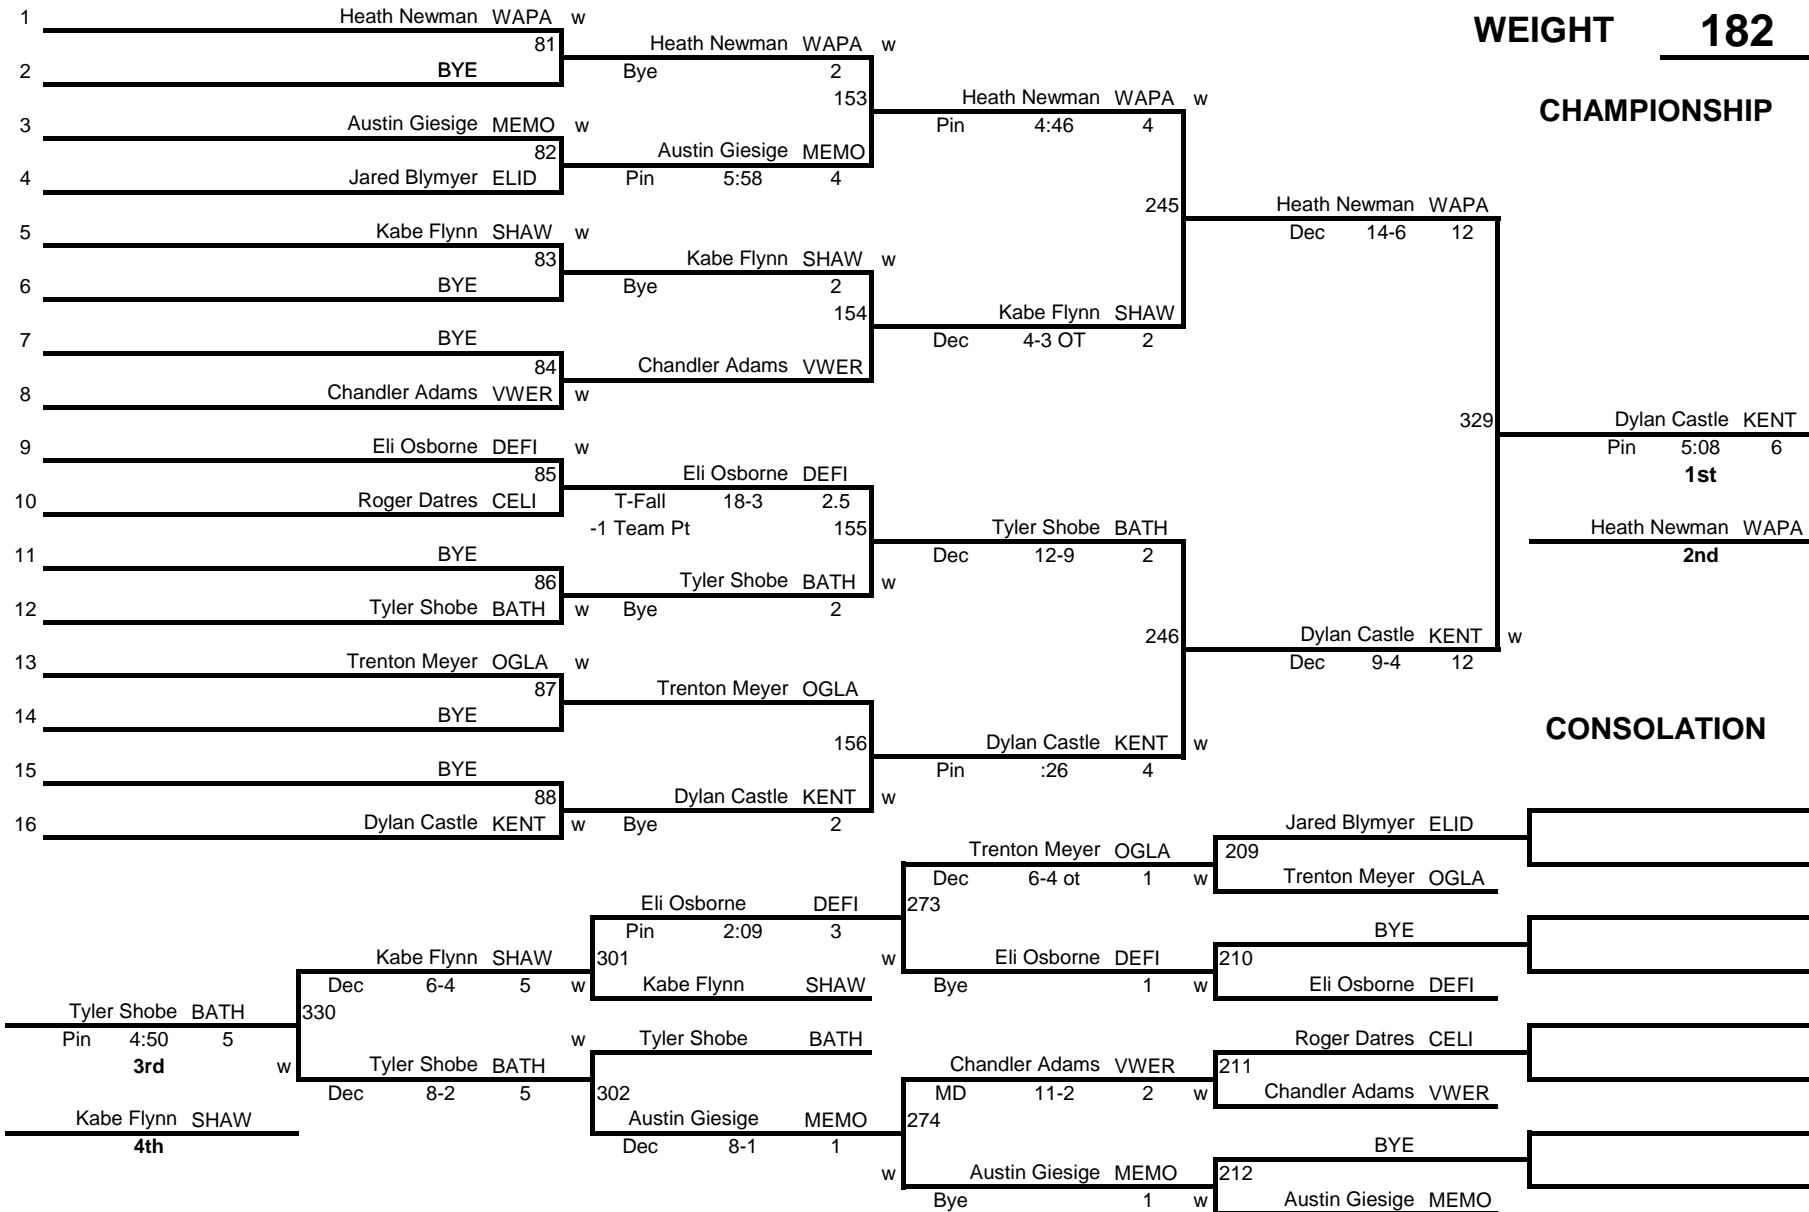 WEIGHT 182
CHAMPIONSHIP
1 Heath Newman WAPA w
81
2 BYE
Heath Newman WAPA w
Bye 2
153
3 Austin Giesige MEMO w
82
4 Jared Blymyer ELID
Austin Giesige MEMO
Pin 5:58 4
Heath Newman WAPA w
Pin 4:46 4
245
5 Kabe Flynn SHAW w
83
6 BYE
Kabe Flynn SHAW w
Bye 2
154
7 BYE
84
8 Chandler Adams VWER w
Chandler Adams VWER
Kabe Flynn SHAW
Dec 4-3 OT 2
Heath Newman WAPA
Dec 14-6 12
329
9 Eli Osborne DEFI w
85
10 Roger Datres CELI
Eli Osborne DEFI
T-Fall 18-3 2.5
-1 Team Pt 155
11 BYE
86
12 Tyler Shobe BATH w
Tyler Shobe BATH w
Bye 2
Tyler Shobe BATH
Dec 12-9 2
246
13 Trenton Meyer OGLA w
87
14 BYE
Trenton Meyer OGLA
156
15 BYE
88
16 Dylan Castle KENT w
Dylan Castle KENT w
Bye 2
Dylan Castle KENT w
Pin :26 4
Dylan Castle KENT w
Dec 9-4 12
Dylan Castle KENT
Pin 5:08 6
1st
Heath Newman WAPA
2nd
CONSOLATION
Jared Blymyer ELID
209
w Trenton Meyer OGLA
Trenton Meyer OGLA
Dec 6-4 ot 1
273
BYE
210
w Eli Osborne DEFI
w Eli Osborne DEFI
Bye 1
Eli Osborne DEFI
Pin 2:09 3
301
w Kabe Flynn SHAW
Kabe Flynn SHAW
Dec 6-4 5
330
Roger Datres CELI
211
w Chandler Adams VWER
Chandler Adams VWER
MD 11-2 2
274
BYE
212
w Austin Giesige MEMO
w Austin Giesige MEMO
Bye 1
w Tyler Shobe BATH
302
Austin Giesige MEMO
Dec 8-1 1
w Tyler Shobe BATH
Dec 8-2 5
Tyler Shobe BATH
Pin 4:50 5
3rd
Kabe Flynn SHAW
4th